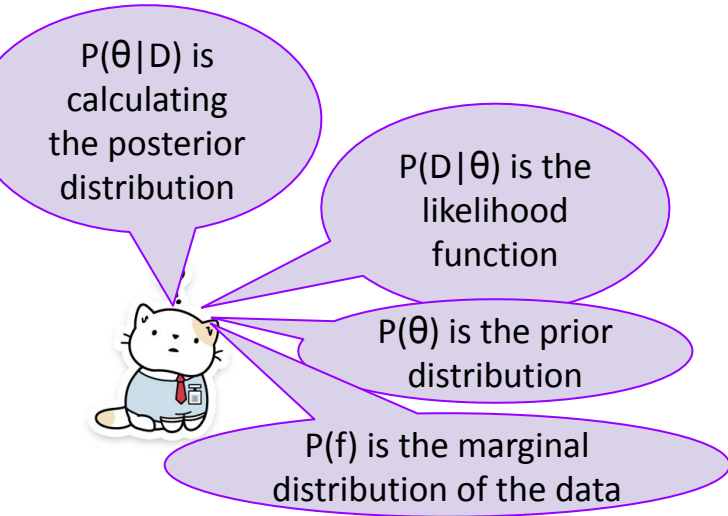 P(θ|D) is
calculating
the posterior
distribution
P(D|θ) is the
likelihood
function
P(θ) is the prior
distribution
P(f) is the marginal
distribution of the data